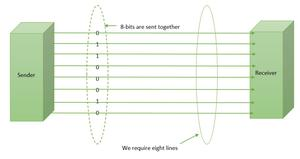 8-bits are sent together
0
1
1
0
0
0
1
0
Sender
Receiver
We require eight lines